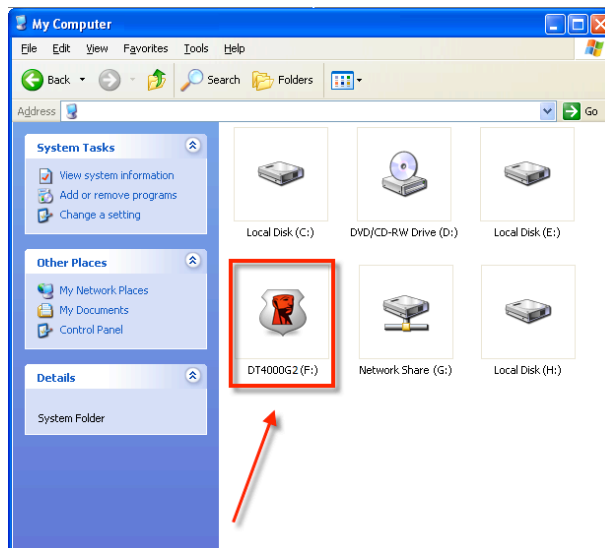 My Computer
File Edit View Favorites Tools Help
Back Search Folders
Address Go
System Tasks
View system information
Add or remove programs
Change a setting
Other Places
My Network Places
My Documents
Control Panel
Details
System Folder
Local Disk (C:) DVD/CD-RW Drive (D:) Local Disk (E:)
DT4000G2 (F:) Network Share (G:) Local Disk (H:)